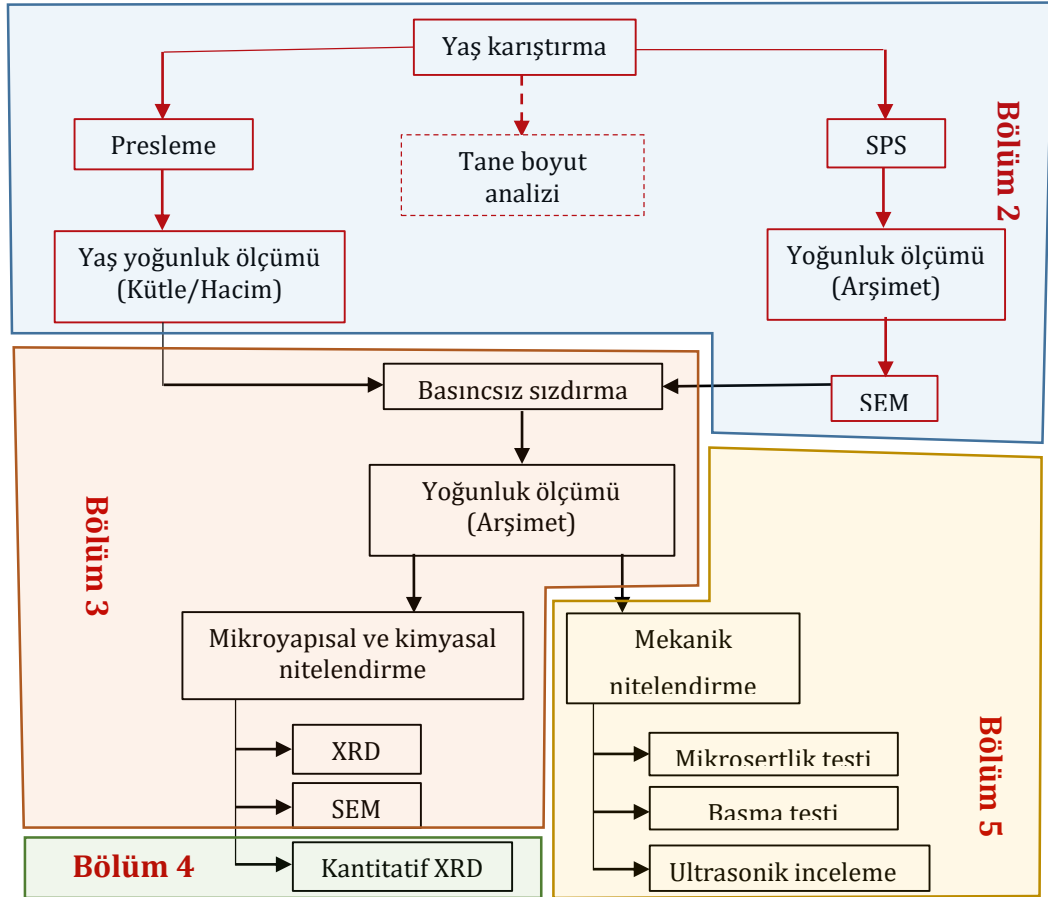 Yaş karıştırma
Presleme
Tane boyut
analizi
SPS
Bölüm 2
Yaş yoğunluk ölçümü
(Kütle/Hacim)
Yoğunluk ölçümü
(Arşimet)
Basıncsız sızdırma
SEM
Yoğunluk ölçümü
(Arşimet)
Bölüm 3
Mikroyapısal ve kimyasal
nitelendirme
Mekanik
nitelendirme
XRD
SEM
Mikrosertlik testi
Basma testi
Bölüm 5
Bölüm 4
Kantitatif XRD
Ultrasonik inceleme